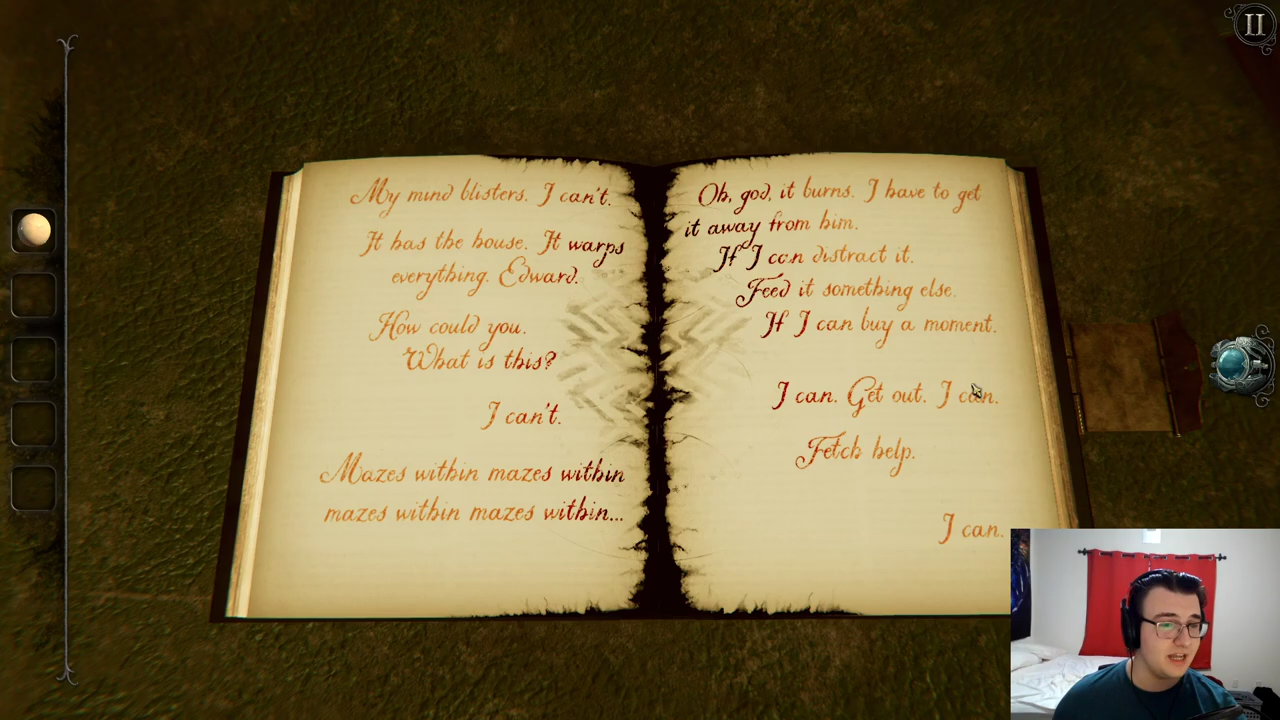 My mind blisters. I can't.
It has the house. It warps
everything. Edward.
How could you.
What is this?
I can't.
Mazes within mazes within
mazes within mazes within...
Oh, god, it burns. I have to get
it away from him.
If I can distract it.
Feed it something else.
If I can buy a moment.
I can. Get out. I can.
Fetch help.
I can.